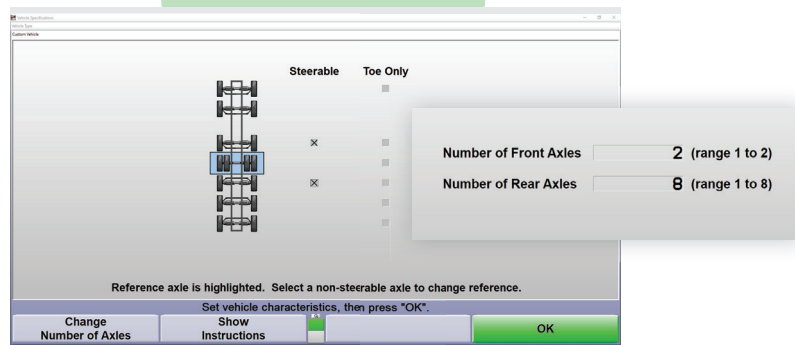 Vehicle Specifications
Vehicle Type
Custom Vehicle
Steerable Toe Only
Number of Front Axles 2 (range 1 to 2)
Number of Rear Axles 8 (range 1 to 8)
Reference axle is highlighted. Select a non-steerable axle to change reference.
Set vehicle characteristics, then press "OK".
Change
Number of Axles
Show
Instructions
OK